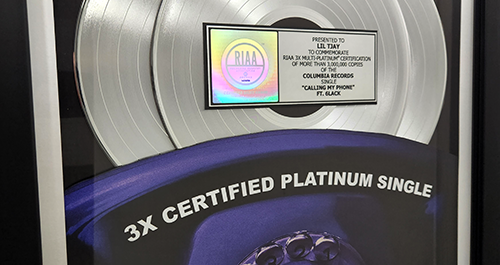 RIAA
PRESENTED TO
LIL TJAY
TO COMMEMORATE
RIAA 3X MULTI-PLATINUM® CERTIFICATION
OF MORE THAN 3,000,000 COPIES
OF THE
COLUMBIA RECORDS
SINGLE
"CALLING MY PHONE"
FT. 6LACK
3X CERTIFIED PLATINUM SINGLE